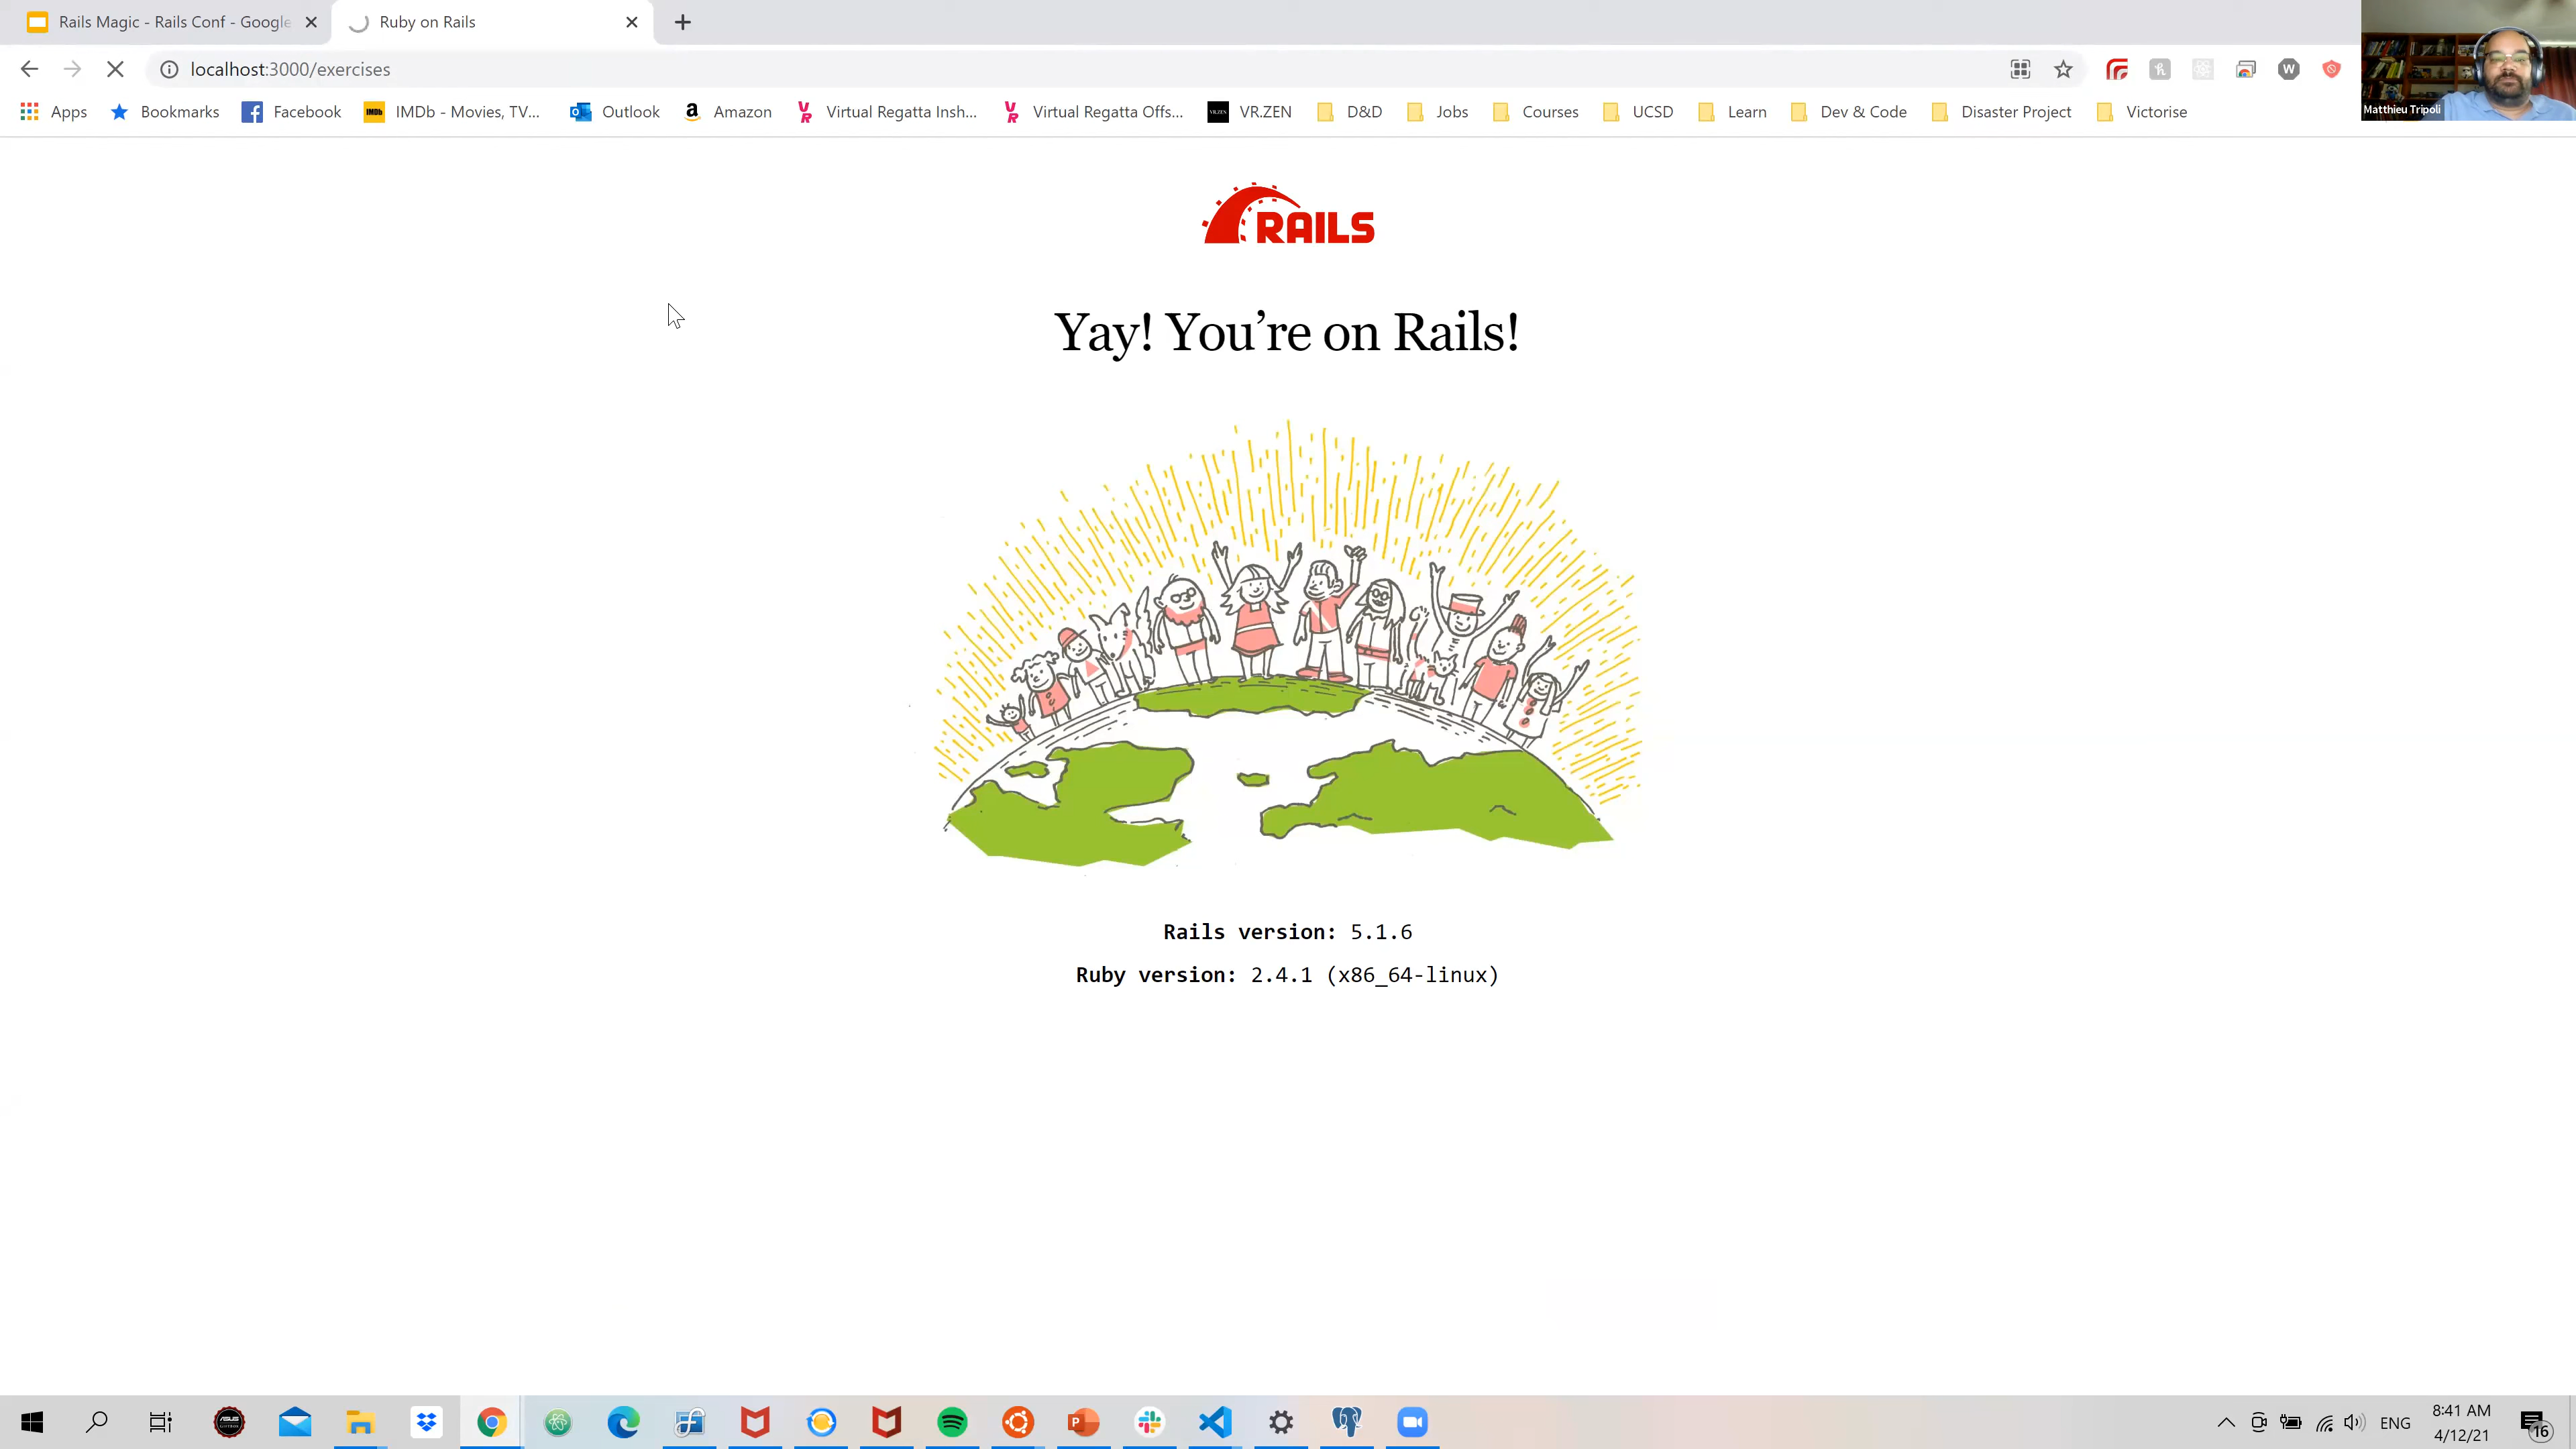 Rails Magic - Rails Conf - Google
Ruby on Rails
localhost:3000/exercises
Apps
Bookmarks
Facebook
IMDb
IMDb - Movies, TV...
Outlook
Amazon
Virtual Regatta Insh...
Virtual Regatta Offs...
VR.ZEN
D&D
Jobs
Courses
UCSD
Learn
Dev & Code
Disaster Project
Victorise
Matthieu Tripoli
RAILS
Yay! You’re on Rails!
Rails version: 5.1.6
Ruby version: 2.4.1 (x86_64-linux)
ENG
8:41 AM
4/12/21
16